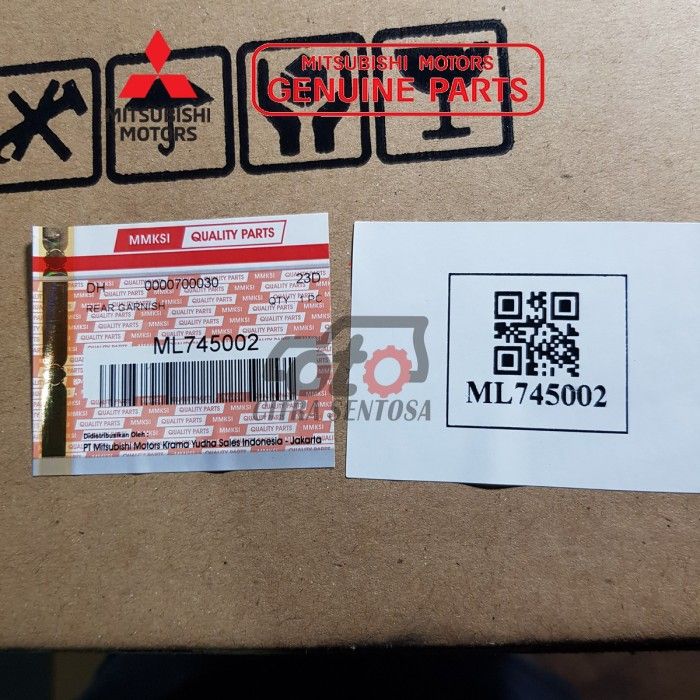 MITSUBISHI
MOTORS
MITSUBISHI MOTORS
GENUINE PARTS
MMKSI QUALITY PARTS
DH 0000700030 23D
REAR GARNISH QTY
ML745002
Didistribusikan Oleh :
PT Mitsubishi Motors Krama Yudha Sales Indonesia - Jakarta
ML745002
oto
CITRA SENTOSA